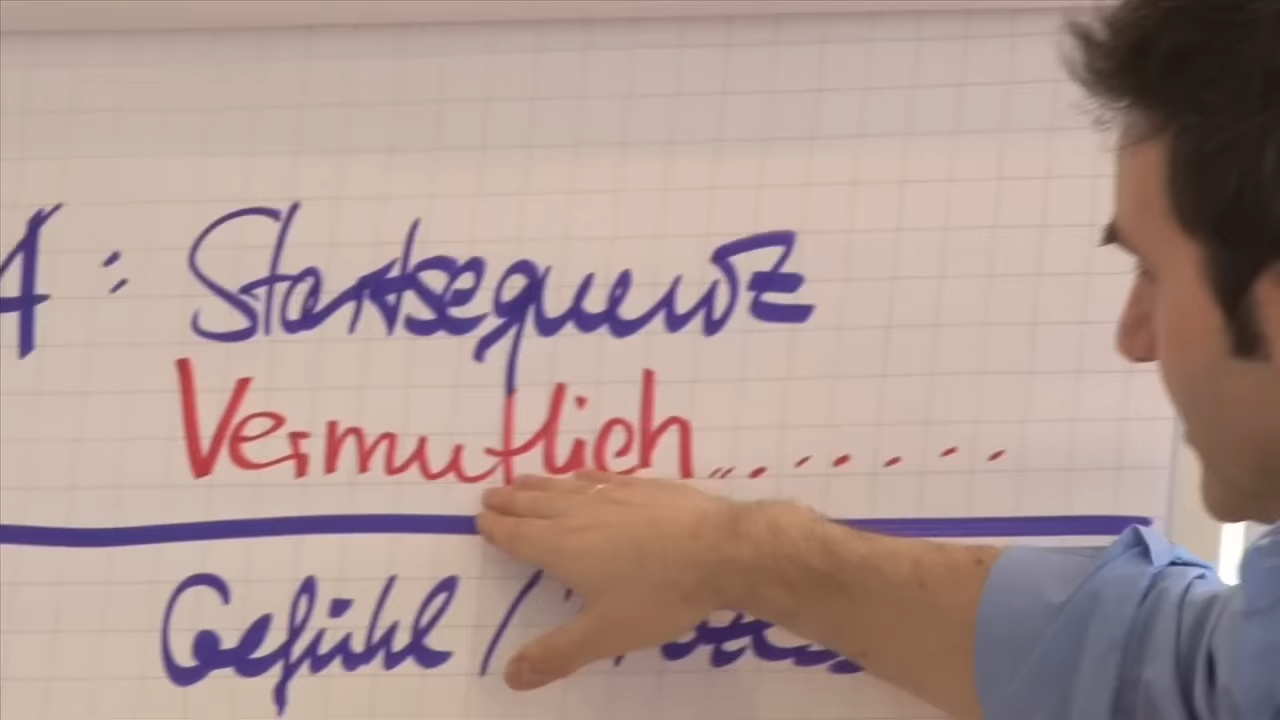 1: Startsequenz
Vermutlich.........
Gefühl /